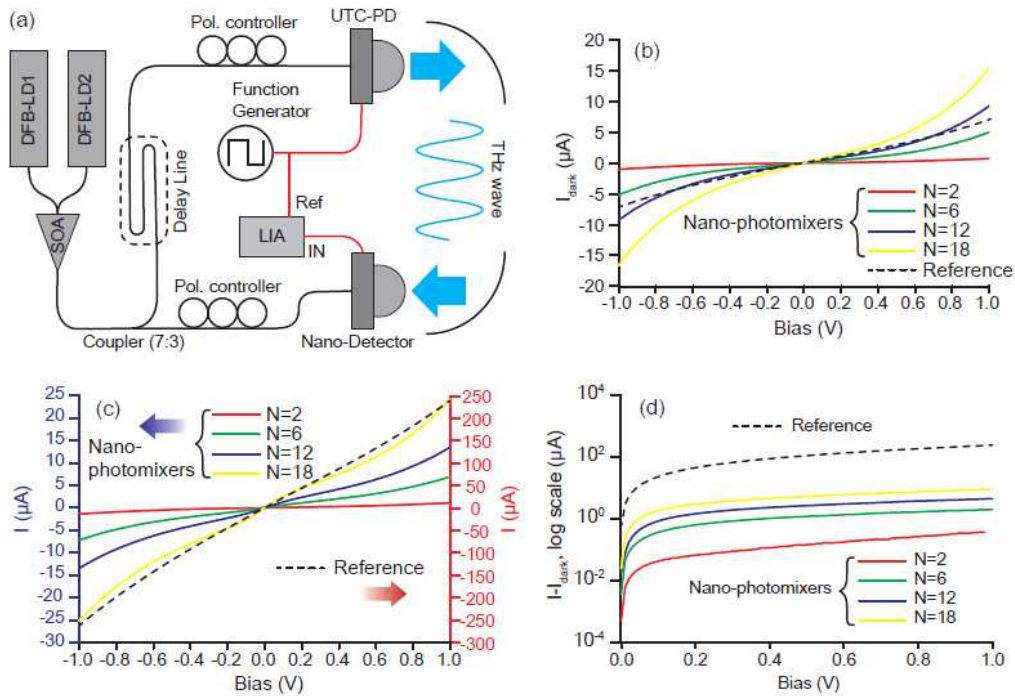 (a)
Pol. controller
UTC-PD
DFB-LD1
DFB-LD2
Function
Generator
Delay Line
THz wave
Ref
SOA
LIA
IN
Pol. controller
Coupler (7:3)
Nano-Detector
(b)
I_dark (µA)
20
15
10
5
0
-5
-10
-15
-20
-1.0 -0.8 -0.6 -0.4 -0.2 0.0 0.2 0.4 0.6 0.8 1.0
Bias (V)
Nano-photomixers
N=2
N=6
N=12
N=18
Reference
(c)
I (µA)
25
20
15
10
5
0
-5
-10
-15
-20
-25
-30
Nano-
photomixers
N=2
N=6
N=12
N=18
Reference
250
200
150
100
50
0
-50
-100
-150
-200
-250
-300
I (µA)
-1.0 -0.8 -0.6 -0.4 -0.2 0.0 0.2 0.4 0.6 0.8 1.0
Bias (V)
(d)
I-I_dark, log scale (µA)
10^4
10^2
10^0
10^-2
10^-4
Reference
Nano-photomixers
N=2
N=6
N=12
N=18
0.0 0.2 0.4 0.6 0.8 1.0
Bias (V)